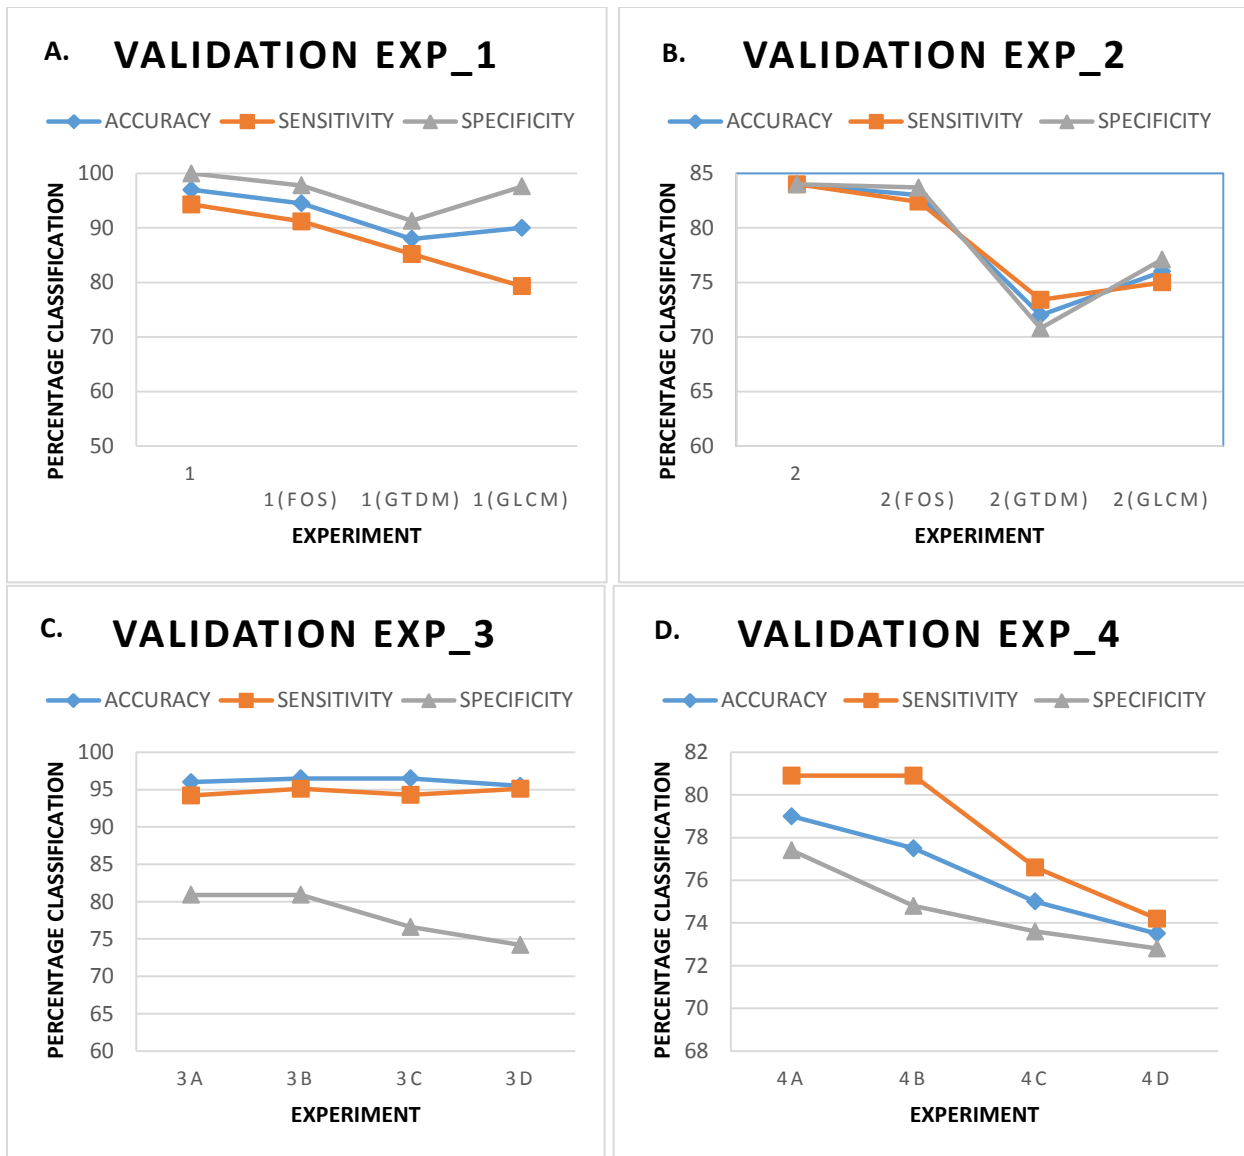 A. VALIDATION EXP_1
ACCURACY SENSITIVITY SPECIFICITY
PERCENTAGE CLASSIFICATION
100
90
80
70
60
50
1
1(FOS) 1(GTDM) 1(GLCM)
EXPERIMENT
B. VALIDATION EXP_2
ACCURACY SENSITIVITY SPECIFICITY
PERCENTAGE CLASSIFICATION
85
80
75
70
65
60
2
2(FOS) 2(GTDM) 2(GLCM)
EXPERIMENT
C. VALIDATION EXP_3
ACCURACY SENSITIVITY SPECIFICITY
PERCENTAGE CLASSIFICATION
100
95
90
85
80
75
70
65
60
3A 3B 3C 3D
EXPERIMENT
D. VALIDATION EXP_4
ACCURACY SENSITIVITY SPECIFICITY
PERCENTAGE CLASSIFICATION
82
80
78
76
74
72
70
68
4A 4B 4C 4D
EXPERIMENT